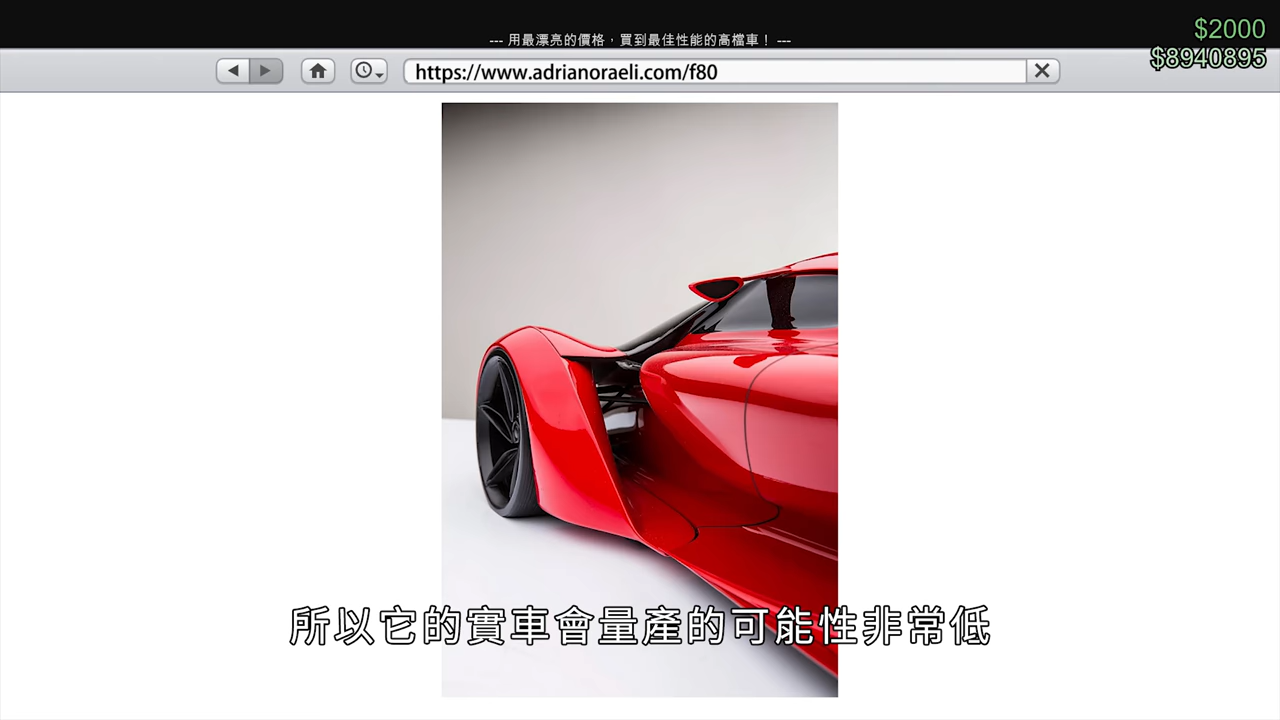 --- 用最漂亮的價格，買到最佳性能的高檔車！ ---
$2000
$8940895
https://www.adrianoraeli.com/f80
所以它的實車會量產的可能性非常低